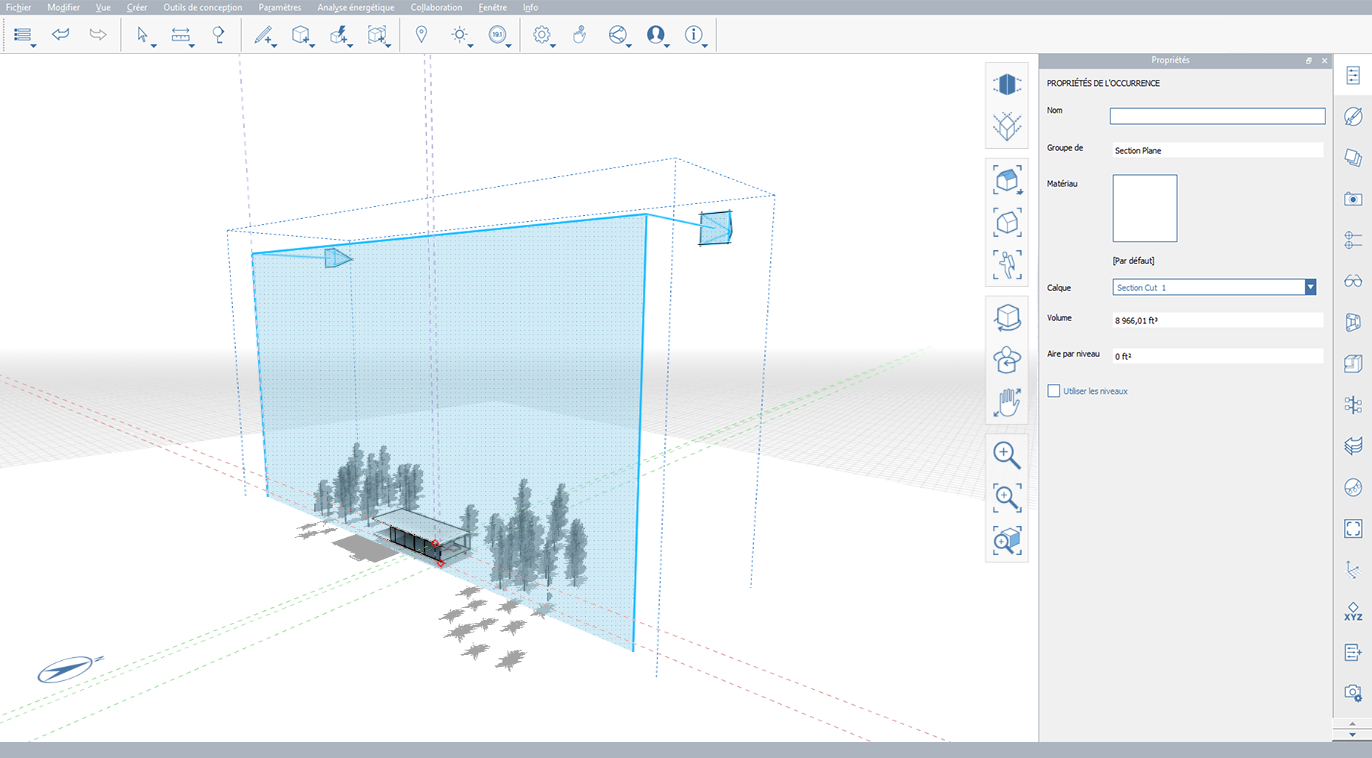 Fichier Modifier Vue Créer Outils de conception Paramètres Analyse énergétique Collaboration Fenêtre Info
19.1
Propriétés
PROPRIÉTÉS DE L'OCCURRENCE
Nom
Groupe de Section Plane
Matériau
[Par défaut]
Calque Section Cut 1
Volume 8 966,01 ft³
Aire par niveau 0 ft²
Utiliser les niveaux
XYZ
N